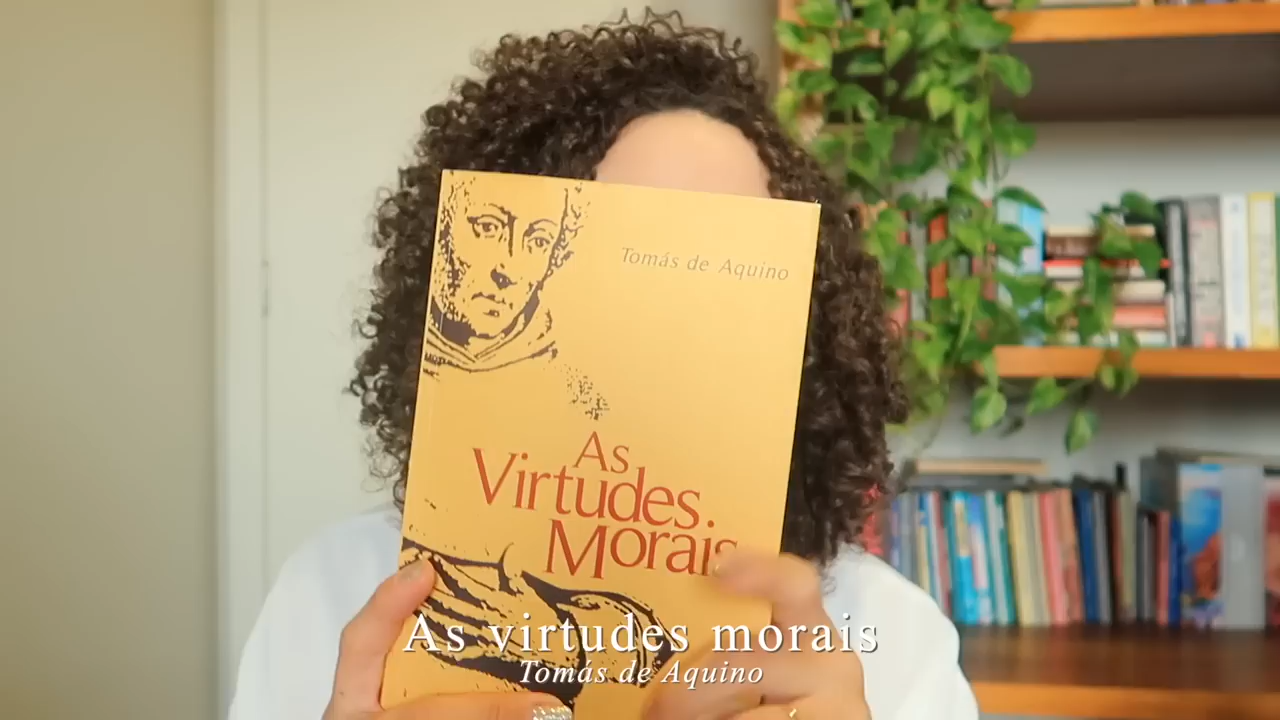 Tomás de Aquino
As
Virtudes
Morais
As virtudes morais
Tomás de Aquino